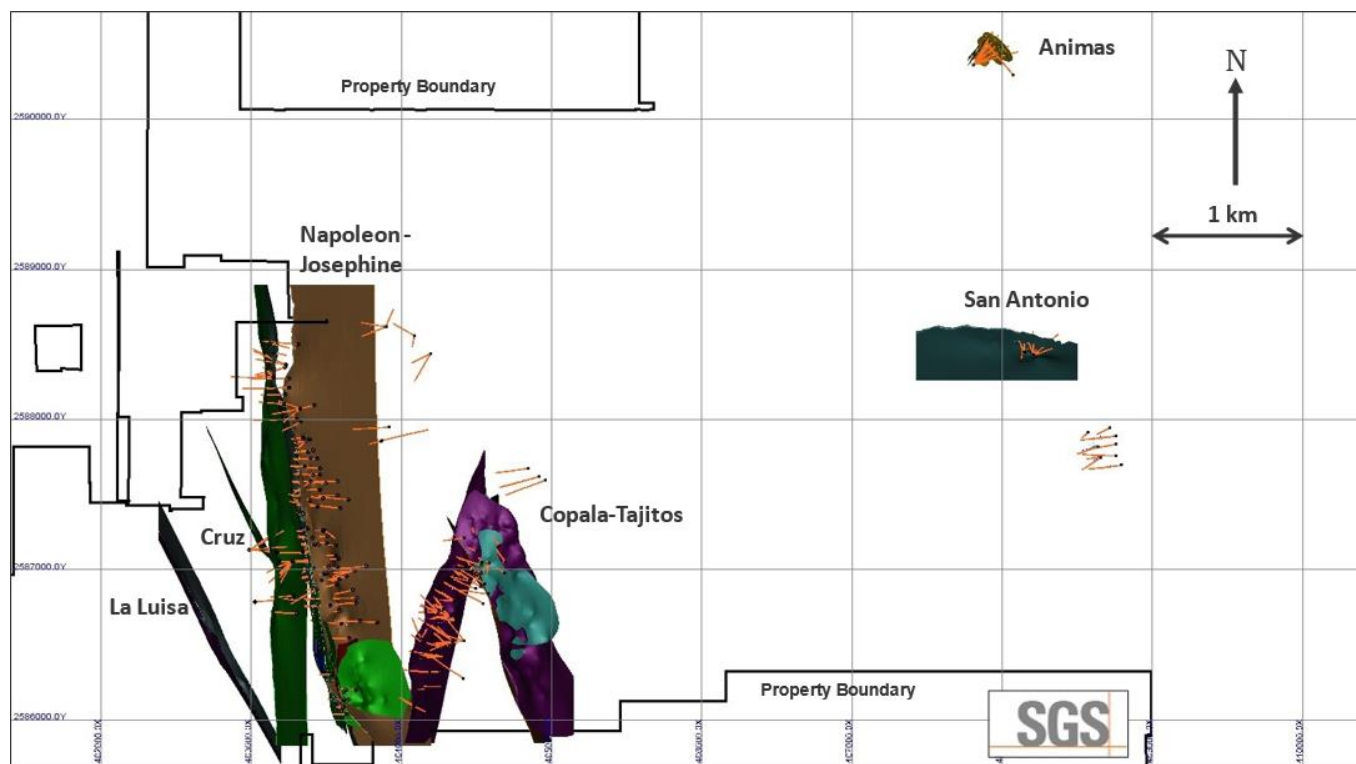 Animas
N
Property Boundary
2590000.0Y
1 km
Napoleon-
Josephine
2589000.0Y
San Antonio
2588000.0Y
Copala-Tajitos
Cruz
2587000.0Y
La Luisa
Property Boundary
2586000.0Y
SGS